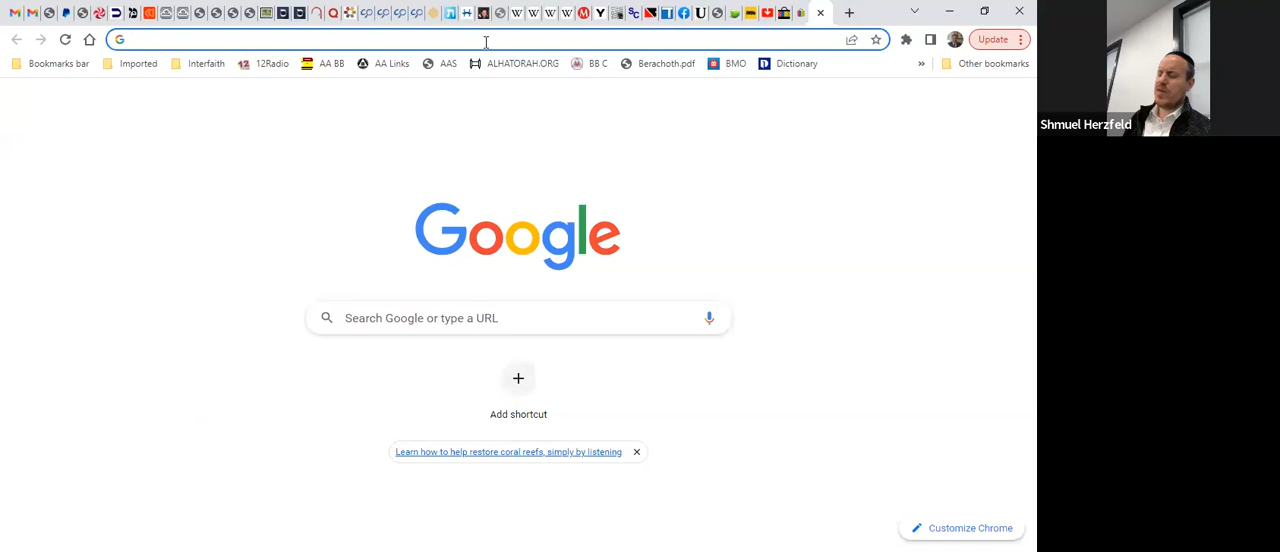 Update
Bookmarks bar Imported Interfaith 12Radio AA BB AA Links AAS ALHATORAH.ORG BB C Berachoth.pdf BMO Dictionary » Other bookmarks
Shmuel Herzfeld
Google
Search Google or type a URL
Add shortcut
Learn how to help restore coral reefs, simply by listening
Customize Chrome